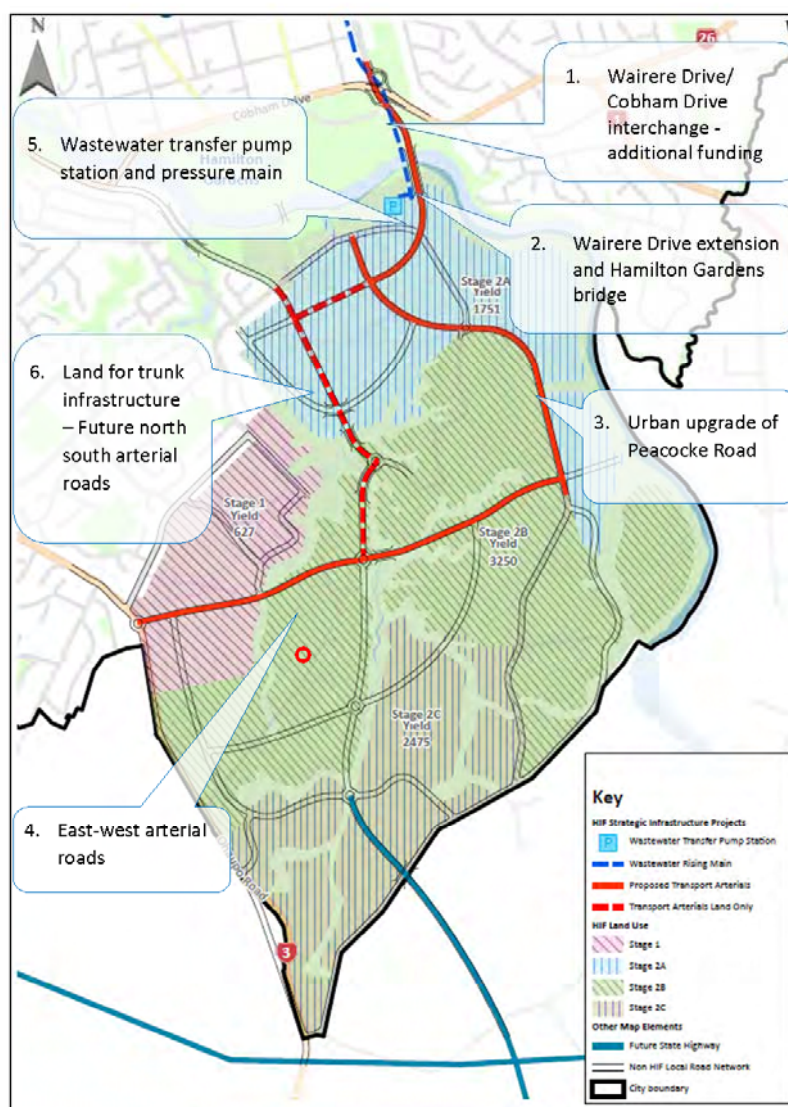 N
26
1. Wairere Drive/
Cobham Drive
interchange -
additional funding
Cobham Drive
5. Wastewater transfer pump
station and pressure main
Hamilton
Gardens
P
2. Wairere Drive extension
and Hamilton Gardens
bridge
Stage 2A
Yield
1751
6. Land for trunk
infrastructure
– Future north
south arterial
roads
3. Urban upgrade of
Peacocke Road
Stage 1
Yield
627
Stage 2B
Yield
3250
Stage 2C
Yield
2475
4. East-west arterial
roads
Road
3
Key
HIF Strategic Infrastructure Projects
P Wastewater Transfer Pump Station
Wastewater Rising Main
Proposed Transport Arterials
Transport Arterials Land Only
HIF Land Use
Stage 1
Stage 2A
Stage 2B
Stage 2C
Other Map Elements
Future State Highway
Non HIF Local Road Network
City boundary